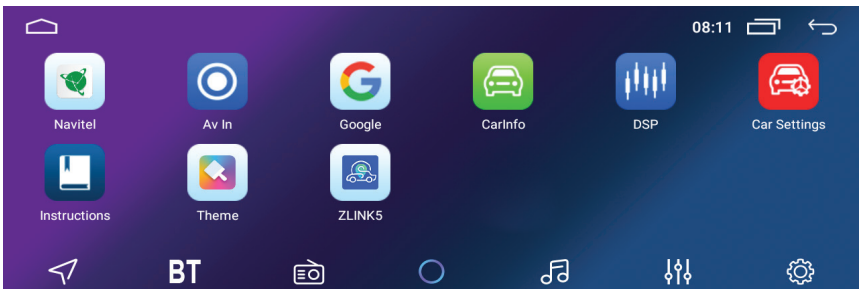 08:11
Navitel Av In Google CarInfo DSP Car Settings
Instructions Theme ZLINK5
BT